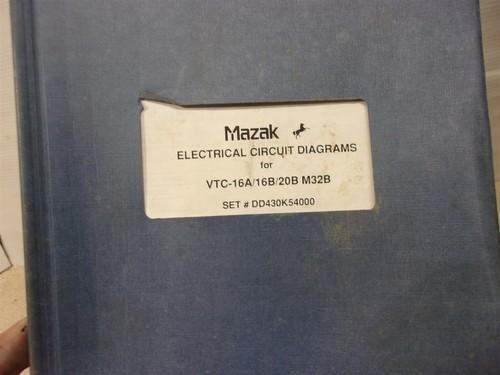 Mazak
ELECTRICAL CIRCUIT DIAGRAMS
for
VTC-16A/16B/20B M32B
SET # DD430K54000